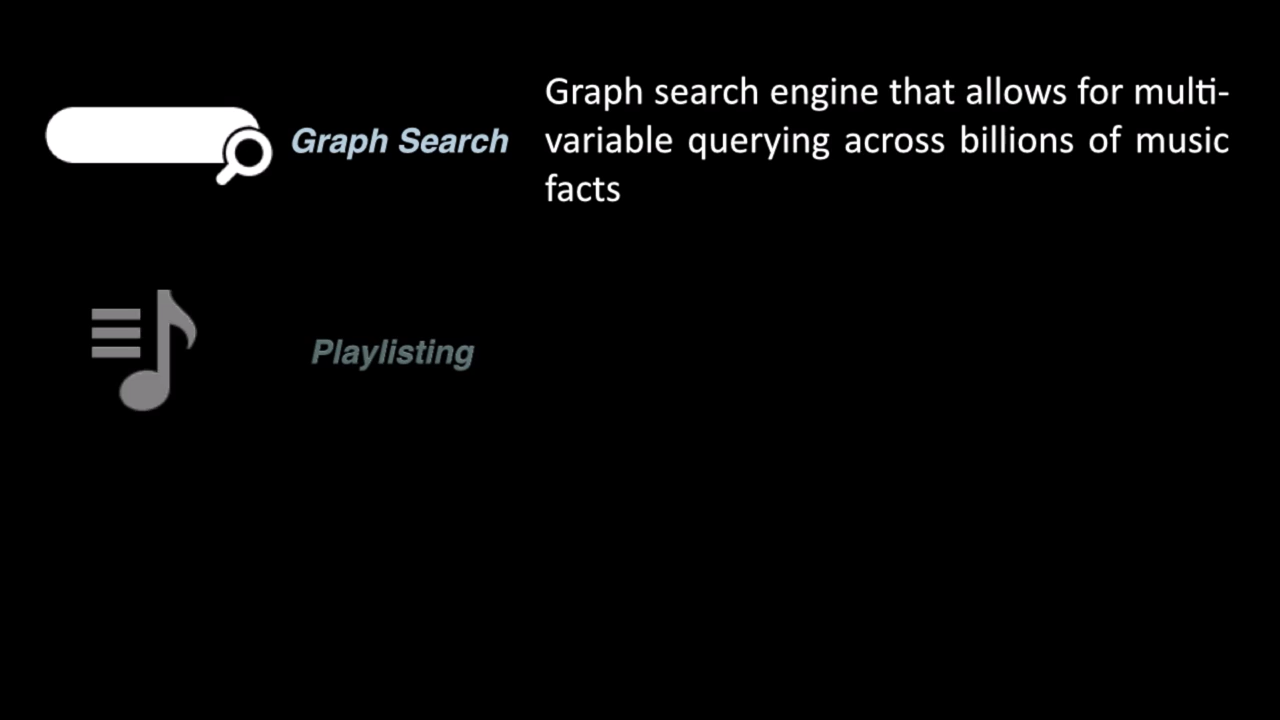 Graph Search
Graph search engine that allows for multi-
variable querying across billions of music
facts
Playlisting